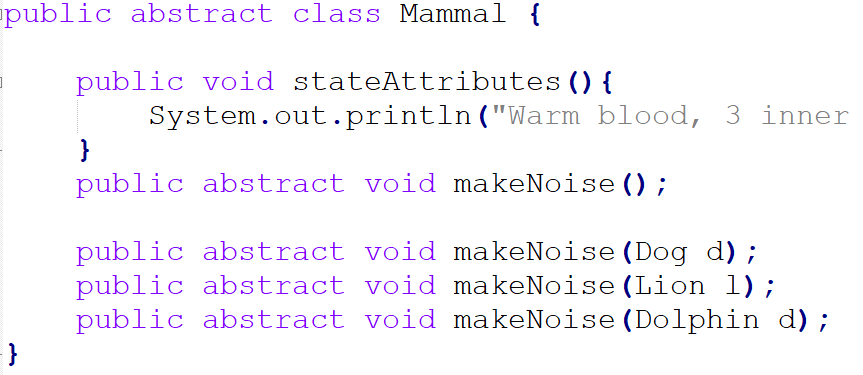 public abstract class Mammal {
public void stateAttributes(){
System.out.println("Warm blood, 3 inner
}
public abstract void makeNoise();
public abstract void makeNoise(Dog d);
public abstract void makeNoise(Lion l);
public abstract void makeNoise(Dolphin d);
}